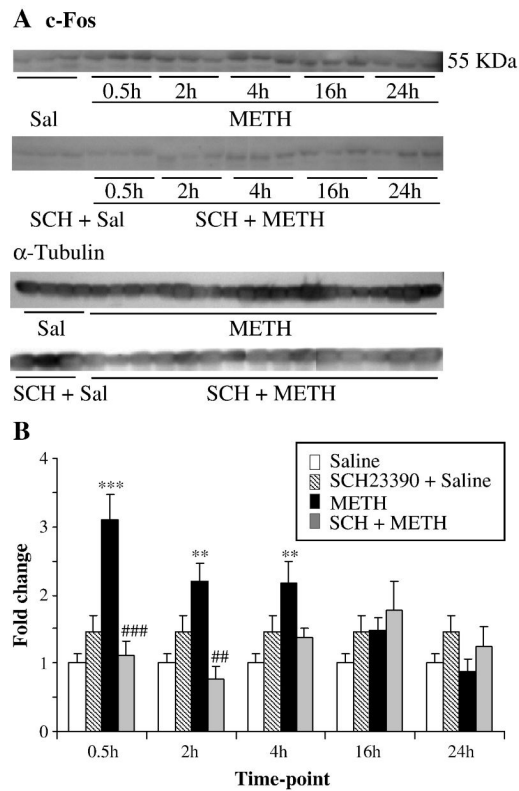 A c-Fos
55 KDa
0.5h 2h 4h 16h 24h
Sal METH
0.5h 2h 4h 16h 24h
SCH + Sal SCH + METH
α-Tubulin
Sal METH
SCH + Sal SCH + METH
B
Saline
SCH23390 + Saline
METH
SCH + METH
Fold change
4
3
2
1
0
*** ** **
### ##
0.5h 2h 4h 16h 24h
Time-point